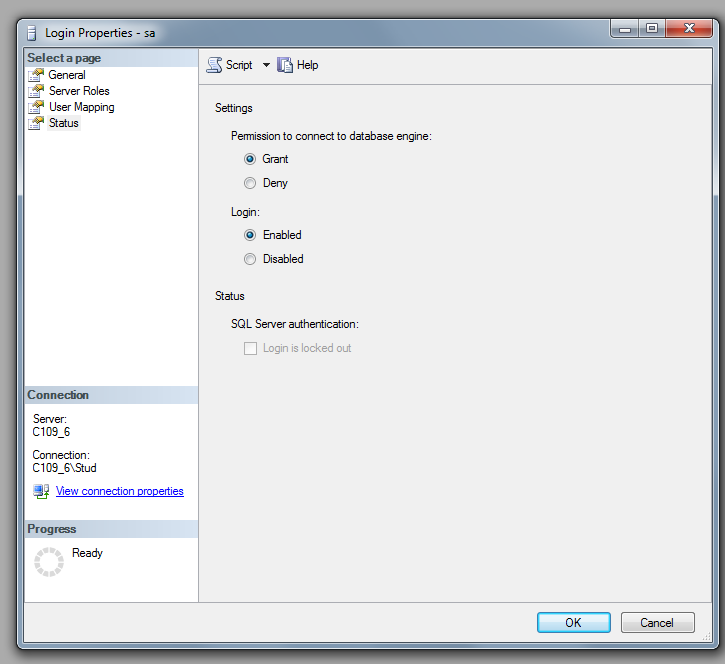 Login Properties - sa
Select a page
General
Server Roles
User Mapping
Status
Script
Help
Settings
Permission to connect to database engine:
Grant
Deny
Login:
Enabled
Disabled
Status
SQL Server authentication:
Login is locked out
Connection
Server:
C109_6
Connection:
C109_6\Stud
View connection properties
Progress
Ready
OK
Cancel